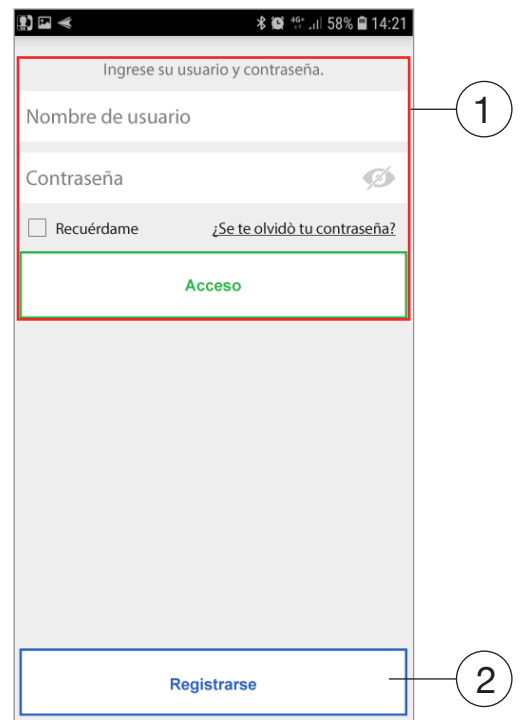 4G+ 58% 14:21
Ingrese su usuario y contraseña.
1
Nombre de usuario
Contraseña
Recuérdame ¿Se te olvidò tu contraseña?
Acceso
Registrarse
2